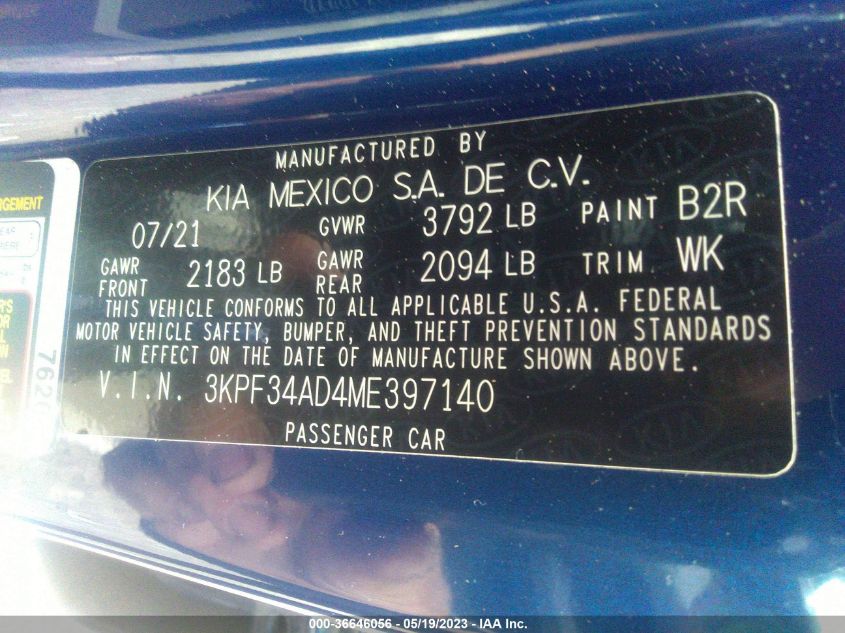 MANUFACTURED BY
KIA MEXICO S.A. DE C.V.
07/21 GVWR 3792 LB PAINT B2R
GAWR FRONT 2183 LB GAWR REAR 2094 LB TRIM WK
THIS VEHICLE CONFORMS TO ALL APPLICABLE U.S.A. FEDERAL
MOTOR VEHICLE SAFETY, BUMPER, AND THEFT PREVENTION STANDARDS
IN EFFECT ON THE DATE OF MANUFACTURE SHOWN ABOVE.
V.I.N. 3KPF34AD4ME397140
PASSENGER CAR
KIA
KIA
000-36646056 - 05/19/2023 - IAA Inc.